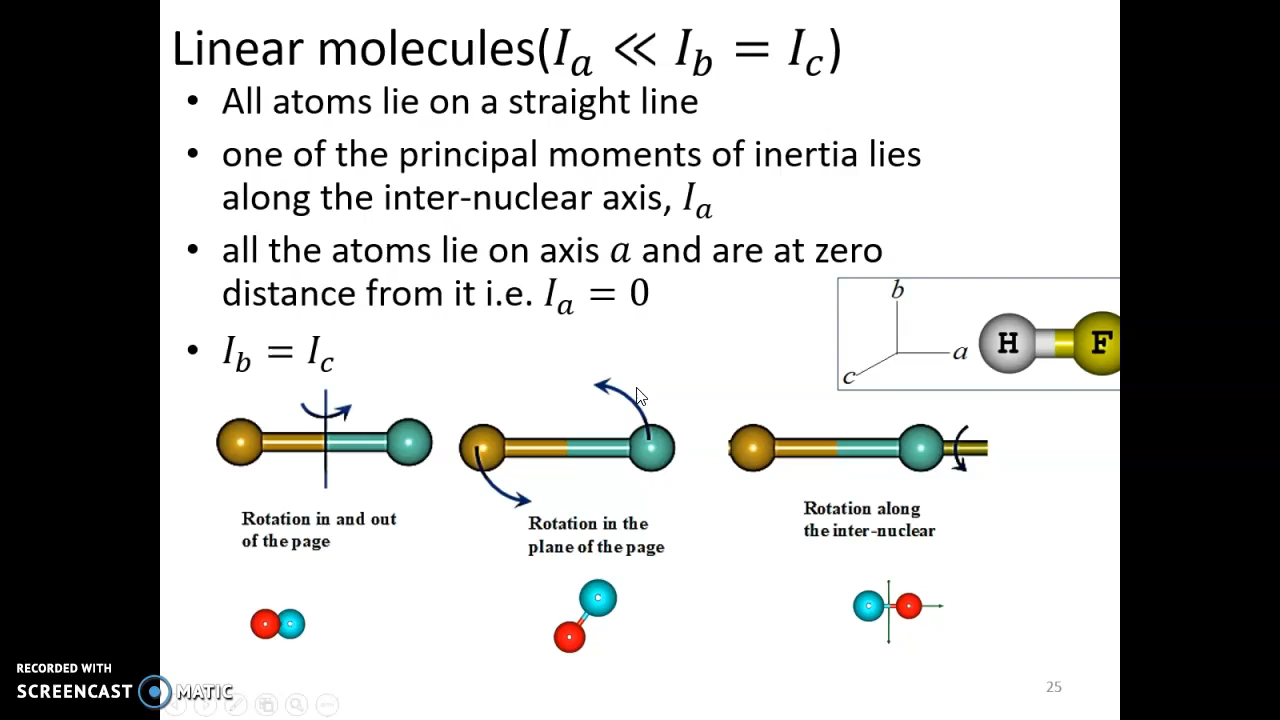 Linear molecules(𝐼ₐ ≪ 𝐼_b = 𝐼_c)
• All atoms lie on a straight line
• one of the principal moments of inertia lies
along the inter-nuclear axis, 𝐼ₐ
• all the atoms lie on axis 𝑎 and are at zero
distance from it i.e. 𝐼ₐ = 0
• 𝐼_b = 𝐼_c
b
a
c
H
F
Rotation in and out
of the page
Rotation in the
plane of the page
Rotation along
the inter-nuclear
RECORDED WITH
SCREENCAST MATIC
25